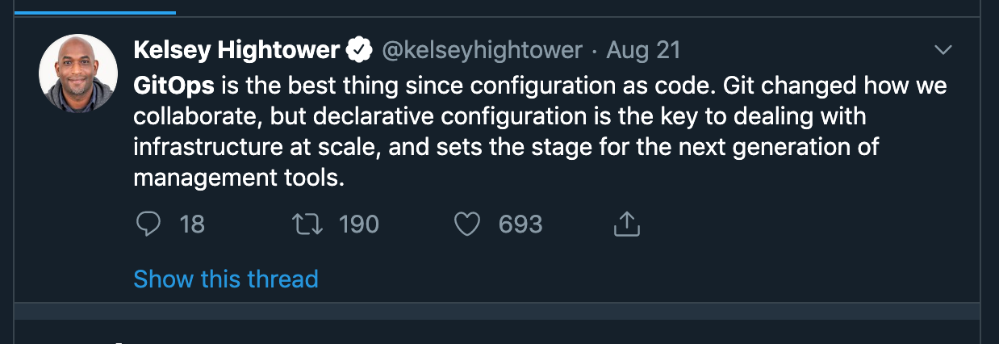 Kelsey Hightower @kelseyhightower · Aug 21
GitOps is the best thing since configuration as code. Git changed how we
collaborate, but declarative configuration is the key to dealing with
infrastructure at scale, and sets the stage for the next generation of
management tools.
18 190 693
Show this thread